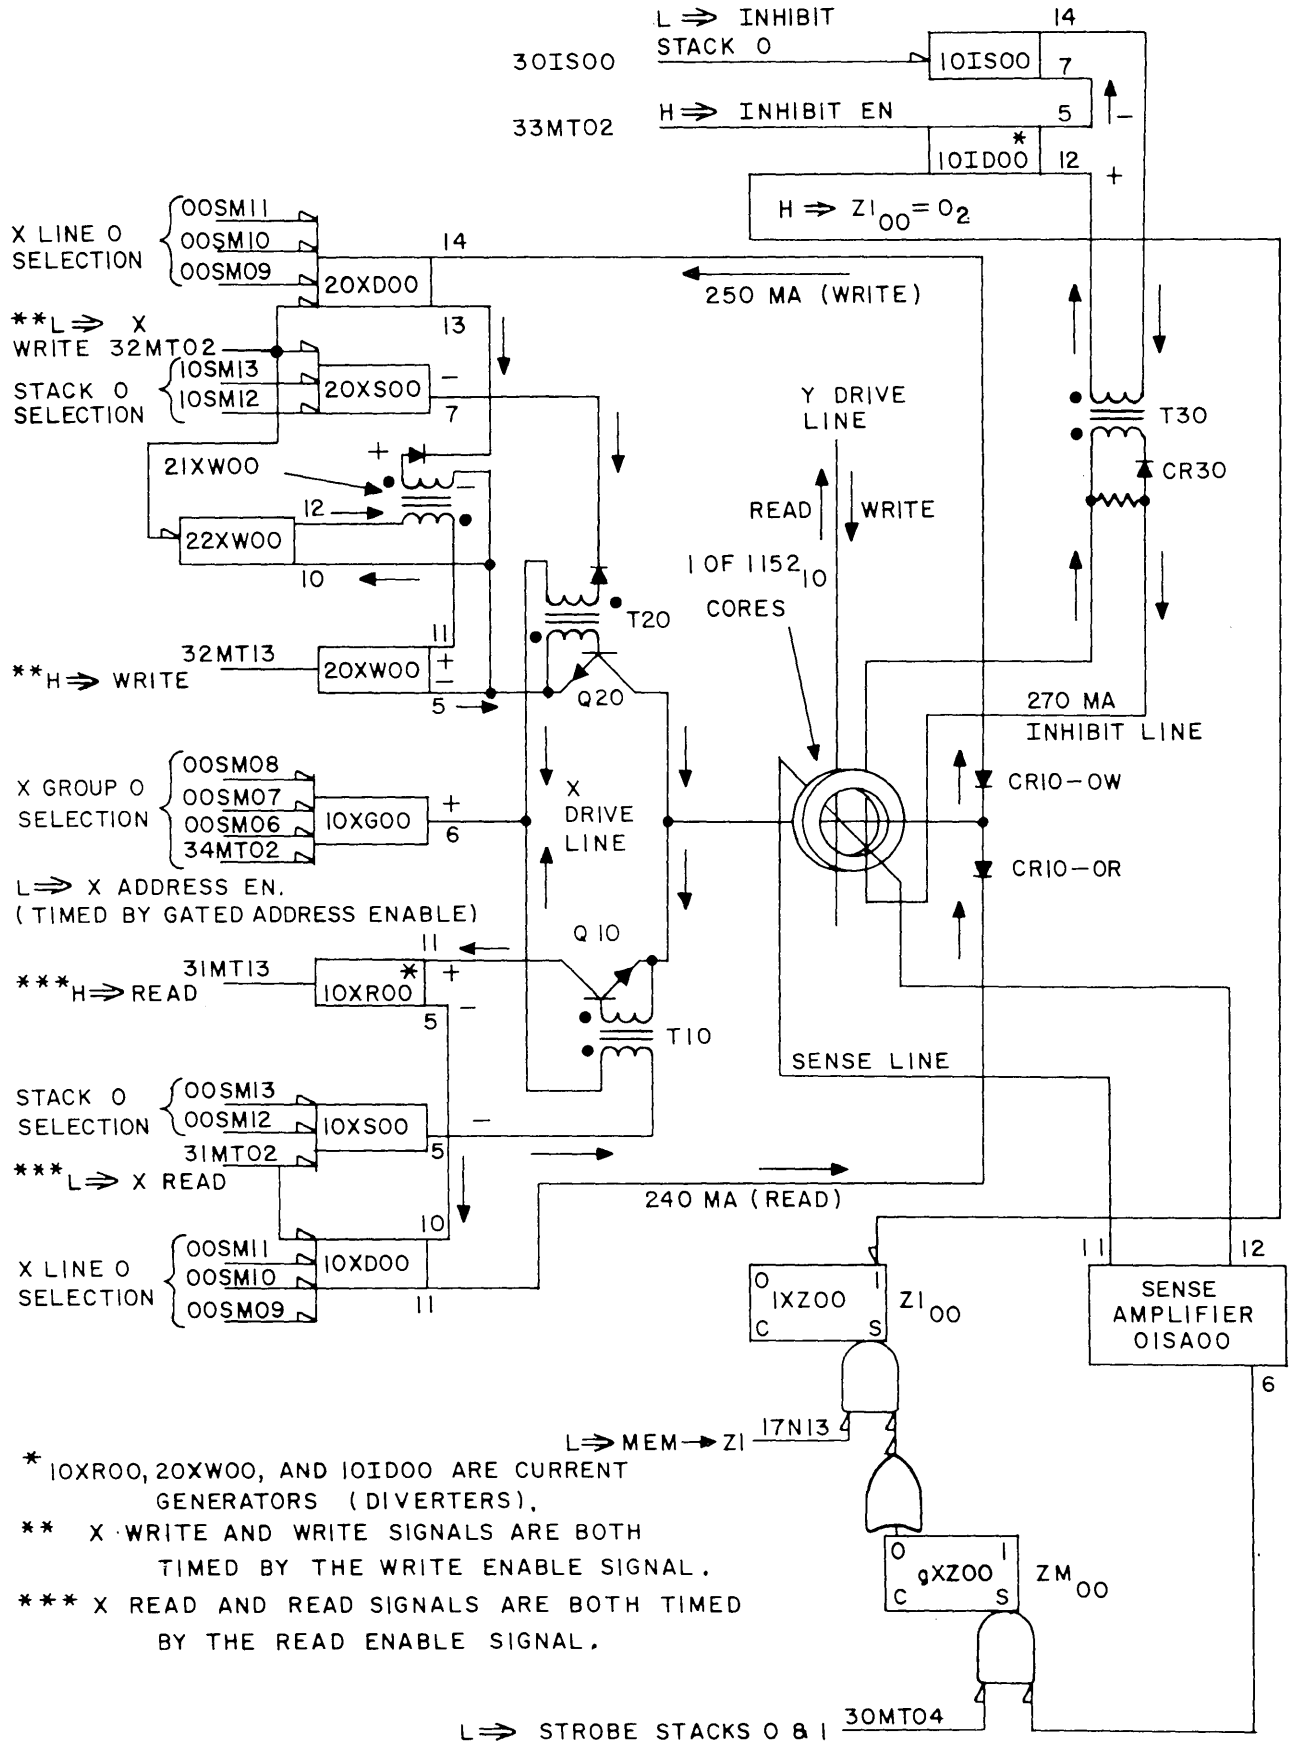 L ⇒ INHIBIT
STACK 0
30IS00
10IS00
14
7
H ⇒ INHIBIT EN
33MT02
5
*
10ID00
12
−
+
H ⇒ Z1₀₀ = 0₂
X LINE 0
SELECTION
00SM11
00SM10
00SM09
20XD00
14
13
250 MA (WRITE)
**L ⇒ X
WRITE 32MT02
STACK 0
SELECTION
10SM13
10SM12
20XS00
−
7
21XW00
+
−
12
22XW00
10
Y DRIVE
LINE
READ
WRITE
T30
CR30
1 OF 1152₁₀
CORES
T20
Q20
**H ⇒ WRITE
32MT13
20XW00
11
+
−
5
270 MA
INHIBIT LINE
X GROUP 0
SELECTION
00SM08
00SM07
00SM06
34MT02
10XG00
+
6
X
DRIVE
LINE
CR10-0W
CR10-0R
L ⇒ X ADDRESS EN.
(TIMED BY GATED ADDRESS ENABLE)
Q10
***H ⇒ READ
31MT13
*
10XR00
11
+
−
5
T10
SENSE LINE
STACK 0
SELECTION
00SM13
00SM12
10XS00
−
5
31MT02
***L ⇒ X READ
240 MA (READ)
X LINE 0
SELECTION
00SM11
00SM10
00SM09
10XD00
10
11
0 1
1XZ00
C S
Z1₀₀
11
12
SENSE
AMPLIFIER
01SA00
6
L ⇒ MEM → Z1
17N13
* 10XR00, 20XW00, AND 10ID00 ARE CURRENT
GENERATORS (DIVERTERS).
** X WRITE AND WRITE SIGNALS ARE BOTH
TIMED BY THE WRITE ENABLE SIGNAL.
*** X READ AND READ SIGNALS ARE BOTH TIMED
BY THE READ ENABLE SIGNAL.
0 1
gXZ00
C S
ZM₀₀
L ⇒ STROBE STACKS 0 & 1
30MT04